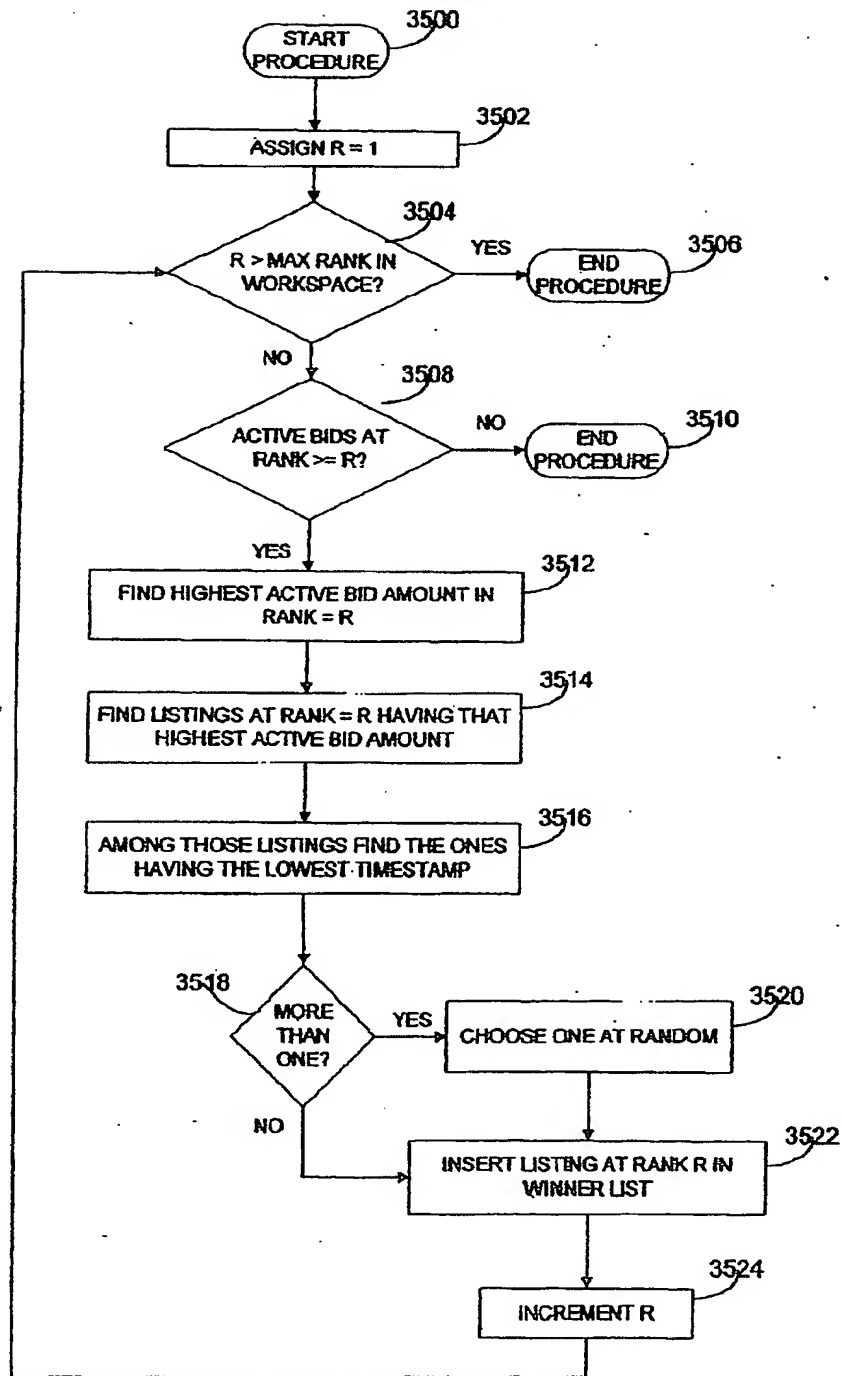 3500
START
PROCEDURE
3502
ASSIGN R = 1
3504
R > MAX RANK IN
WORKSPACE?
YES
3506
END
PROCEDURE
NO
3508
ACTIVE BIDS AT
RANK >= R?
NO
3510
END
PROCEDURE
YES
3512
FIND HIGHEST ACTIVE BID AMOUNT IN
RANK = R
3514
FIND LISTINGS AT RANK = R HAVING THAT
HIGHEST ACTIVE BID AMOUNT
3516
AMONG THOSE LISTINGS FIND THE ONES
HAVING THE LOWEST TIMESTAMP
3518
MORE
THAN
ONE?
YES
3520
CHOOSE ONE AT RANDOM
NO
3522
INSERT LISTING AT RANK R IN
WINNER LIST
3524
INCREMENT R